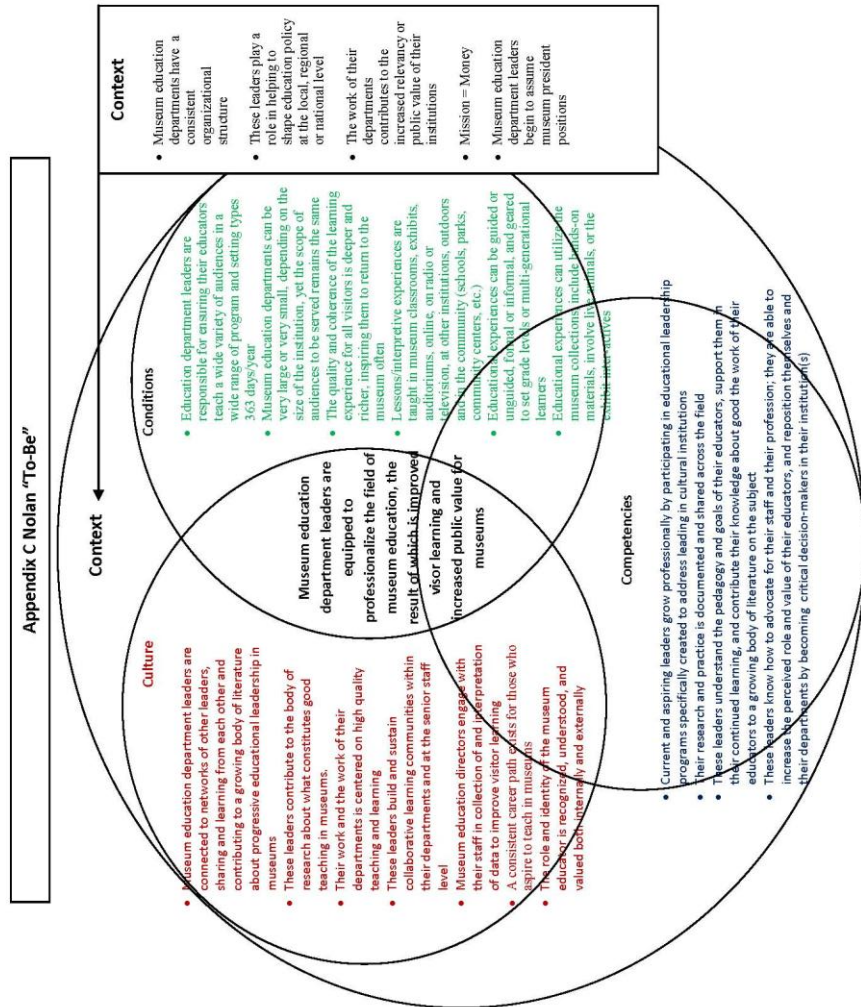 Appendix C Nolan "To-Be"
Context
Culture
• Museum education department leaders are
connected to networks of other leaders,
sharing and learning from each other and
contributing to a growing body of literature
about progressive educational leadership in
museums
• These leaders contribute to the body of
research about what constitutes good
teaching in museums.
• Their work and the work of their
departments is centered on high quality
teaching and learning
• These leaders build and sustain
collaborative learning communities within
their departments and at the senior staff
level
• Museum education directors engage with
their staff in collection of and interpretation
of data to improve visitor learning
• A consistent career path exists for those who
aspire to teach in museums
• The role and identity of the museum
educator is recognized, understood, and
valued both internally and externally
Museum education
department leaders are
equipped to
professionalize the field of
museum education, the
result of which is improved
visor learning and
increased public value for
museums
Conditions
• Education department leaders are
responsible for ensuring their educators
teach a wide variety of audiences in a
wide range of program and setting types
363 days/year
• Museum education departments can be
very large or very small, depending on the
size of the institution, yet the scope of
audiences to be served remains the same
• The quality and coherence of the learning
experience for all visitors is deeper and
richer, inspiring them to return to the
museum often
• Lessons/interpretive experiences are
taught in museum classrooms, exhibits,
auditoriums, online, on radio or
television, at other institutions, outdoors
and in the community (schools, parks,
community centers, etc.)
• Educational experiences can be guided or
unguided, formal or informal, and geared
to set grade levels or multi-generational
learners
• Educational experiences can utilize the
museum collections, include hands-on
materials, involve live animals, or the
exhibit interactives
Context
• Museum education
departments have a
consistent
organizational
structure
• These leaders play a
role in helping to
shape education policy
at the local, regional
or national level
• The work of their
departments
contributes to the
increased relevancy or
public value of their
institutions
• Mission = Money
• Museum education
department leaders
begin to assume
museum president
positions
Competencies
• Current and aspiring leaders grow professionally by participating in educational leadership
programs specifically created to address leading in cultural institutions
• Their research and practice is documented and shared across the field
• These leaders understand the pedagogy and goals of their educators, support them in
their continued learning, and contribute their knowledge about good the work of their
educators to a growing body of literature on the subject
• These leaders know how to advocate for their staff and their profession; they are able to
increase the perceived role and value of their educators, and reposition themselves and
their departments by becoming critical decision-makers in their institution(s)